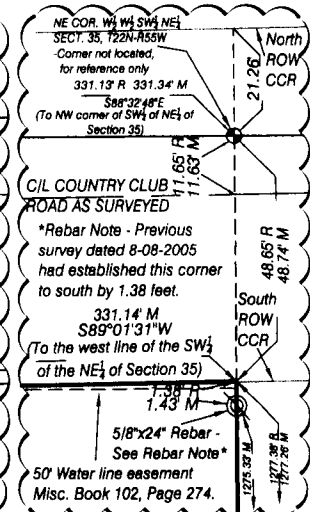 NE COR. W½ W½ SW¼ NE¼
SECT. 35, T22N-R55W
-Corner not located,
for reference only
331.13' R 331.34' M
S88°32'48"E
(To NW corner of SW¼ of NE¼ of
Section 35)
North
ROW
CCR
21.26'
11.65' R
11.63' M
C/L COUNTRY CLUB
ROAD AS SURVEYED
*Rebar Note - Previous
survey dated 8-08-2005
had established this corner
to south by 1.38 feet.
48.65' R
48.74' M
331.14' M
S89°01'31"W
(To the west line of the SW¼
of the NE¼ of Section 35)
South
ROW
CCR
1.38' R
1.43' M
5/8"x24" Rebar -
See Rebar Note*
50' Water line easement
Misc. Book 102, Page 274.
1275.33' M
1277.38' R
1277.26' M